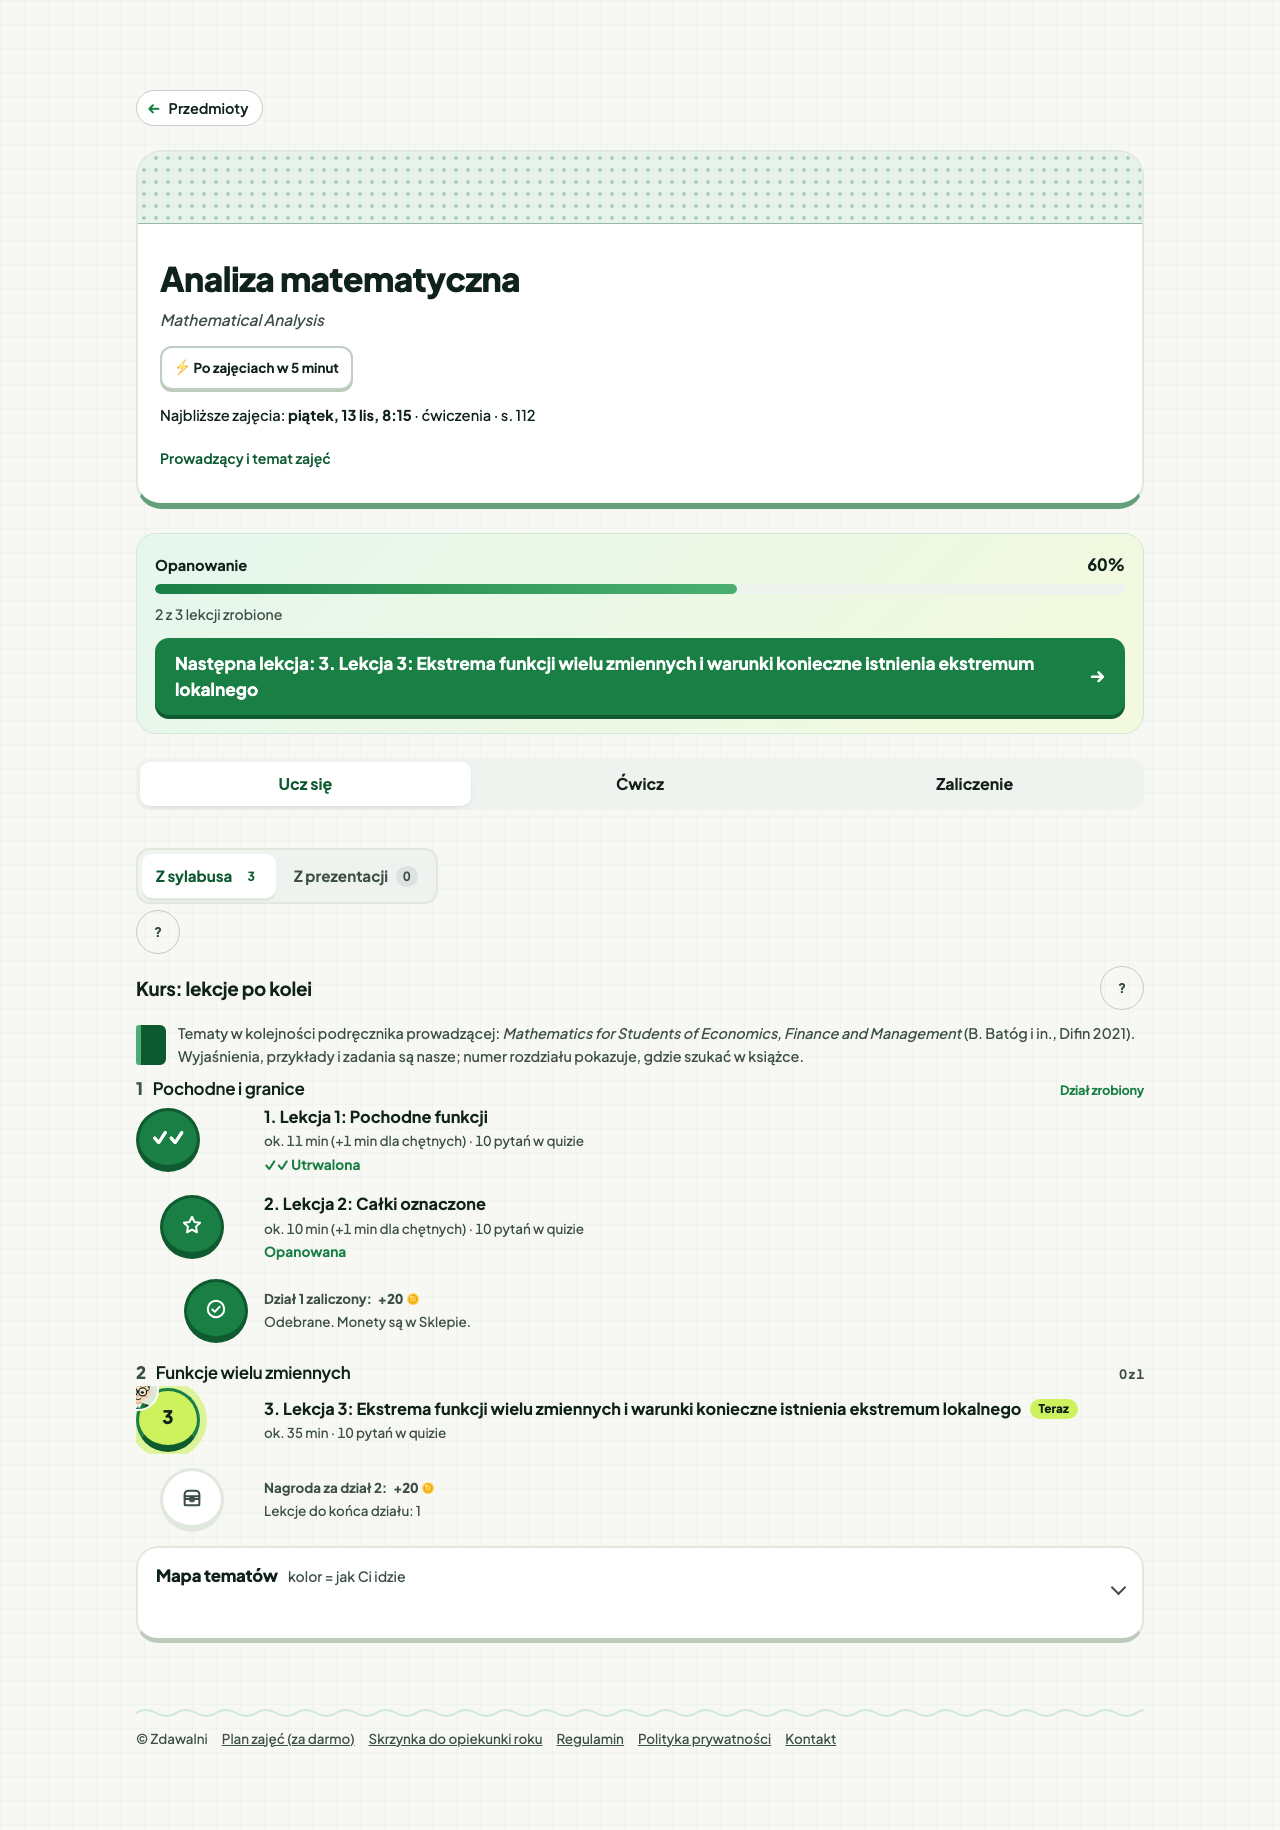 ← Przedmioty
Analiza matematyczna
Mathematical Analysis
⚡ Po zajęciach w 5 minut
Najbliższe zajęcia: piątek, 13 lis, 8:15 · ćwiczenia · s. 112
Prowadzący i temat zajęć
Opanowanie 60%
2 z 3 lekcji zrobione
Następna lekcja: 3. Lekcja 3: Ekstrema funkcji wielu zmiennych i warunki konieczne istnienia ekstremum
lokalnego →
Ucz się Ćwicz Zaliczenie
Z sylabusa 3 Z prezentacji 0
?
Kurs: lekcje po kolei ?
Tematy w kolejności podręcznika prowadzącej: Mathematics for Students of Economics, Finance and Management (B. Batóg i in., Difin 2021).
Wyjaśnienia, przykłady i zadania są nasze; numer rozdziału pokazuje, gdzie szukać w książce.
1 Pochodne i granice Dział zrobiony
1. Lekcja 1: Pochodne funkcji
ok. 11 min (+1 min dla chętnych) · 10 pytań w quizie
✓✓ Utrwalona
2. Lekcja 2: Całki oznaczone
ok. 10 min (+1 min dla chętnych) · 10 pytań w quizie
Opanowana
Dział 1 zaliczony: +20
Odebrane. Monety są w Sklepie.
2 Funkcje wielu zmiennych 0 z 1
3 3. Lekcja 3: Ekstrema funkcji wielu zmiennych i warunki konieczne istnienia ekstremum lokalnego Teraz
ok. 35 min · 10 pytań w quizie
Nagroda za dział 2: +20
Lekcje do końca działu: 1
Mapa tematów kolor = jak Ci idzie
© Zdawalni Plan zajęć (za darmo) Skrzynka do opiekunki roku Regulamin Polityka prywatności Kontakt